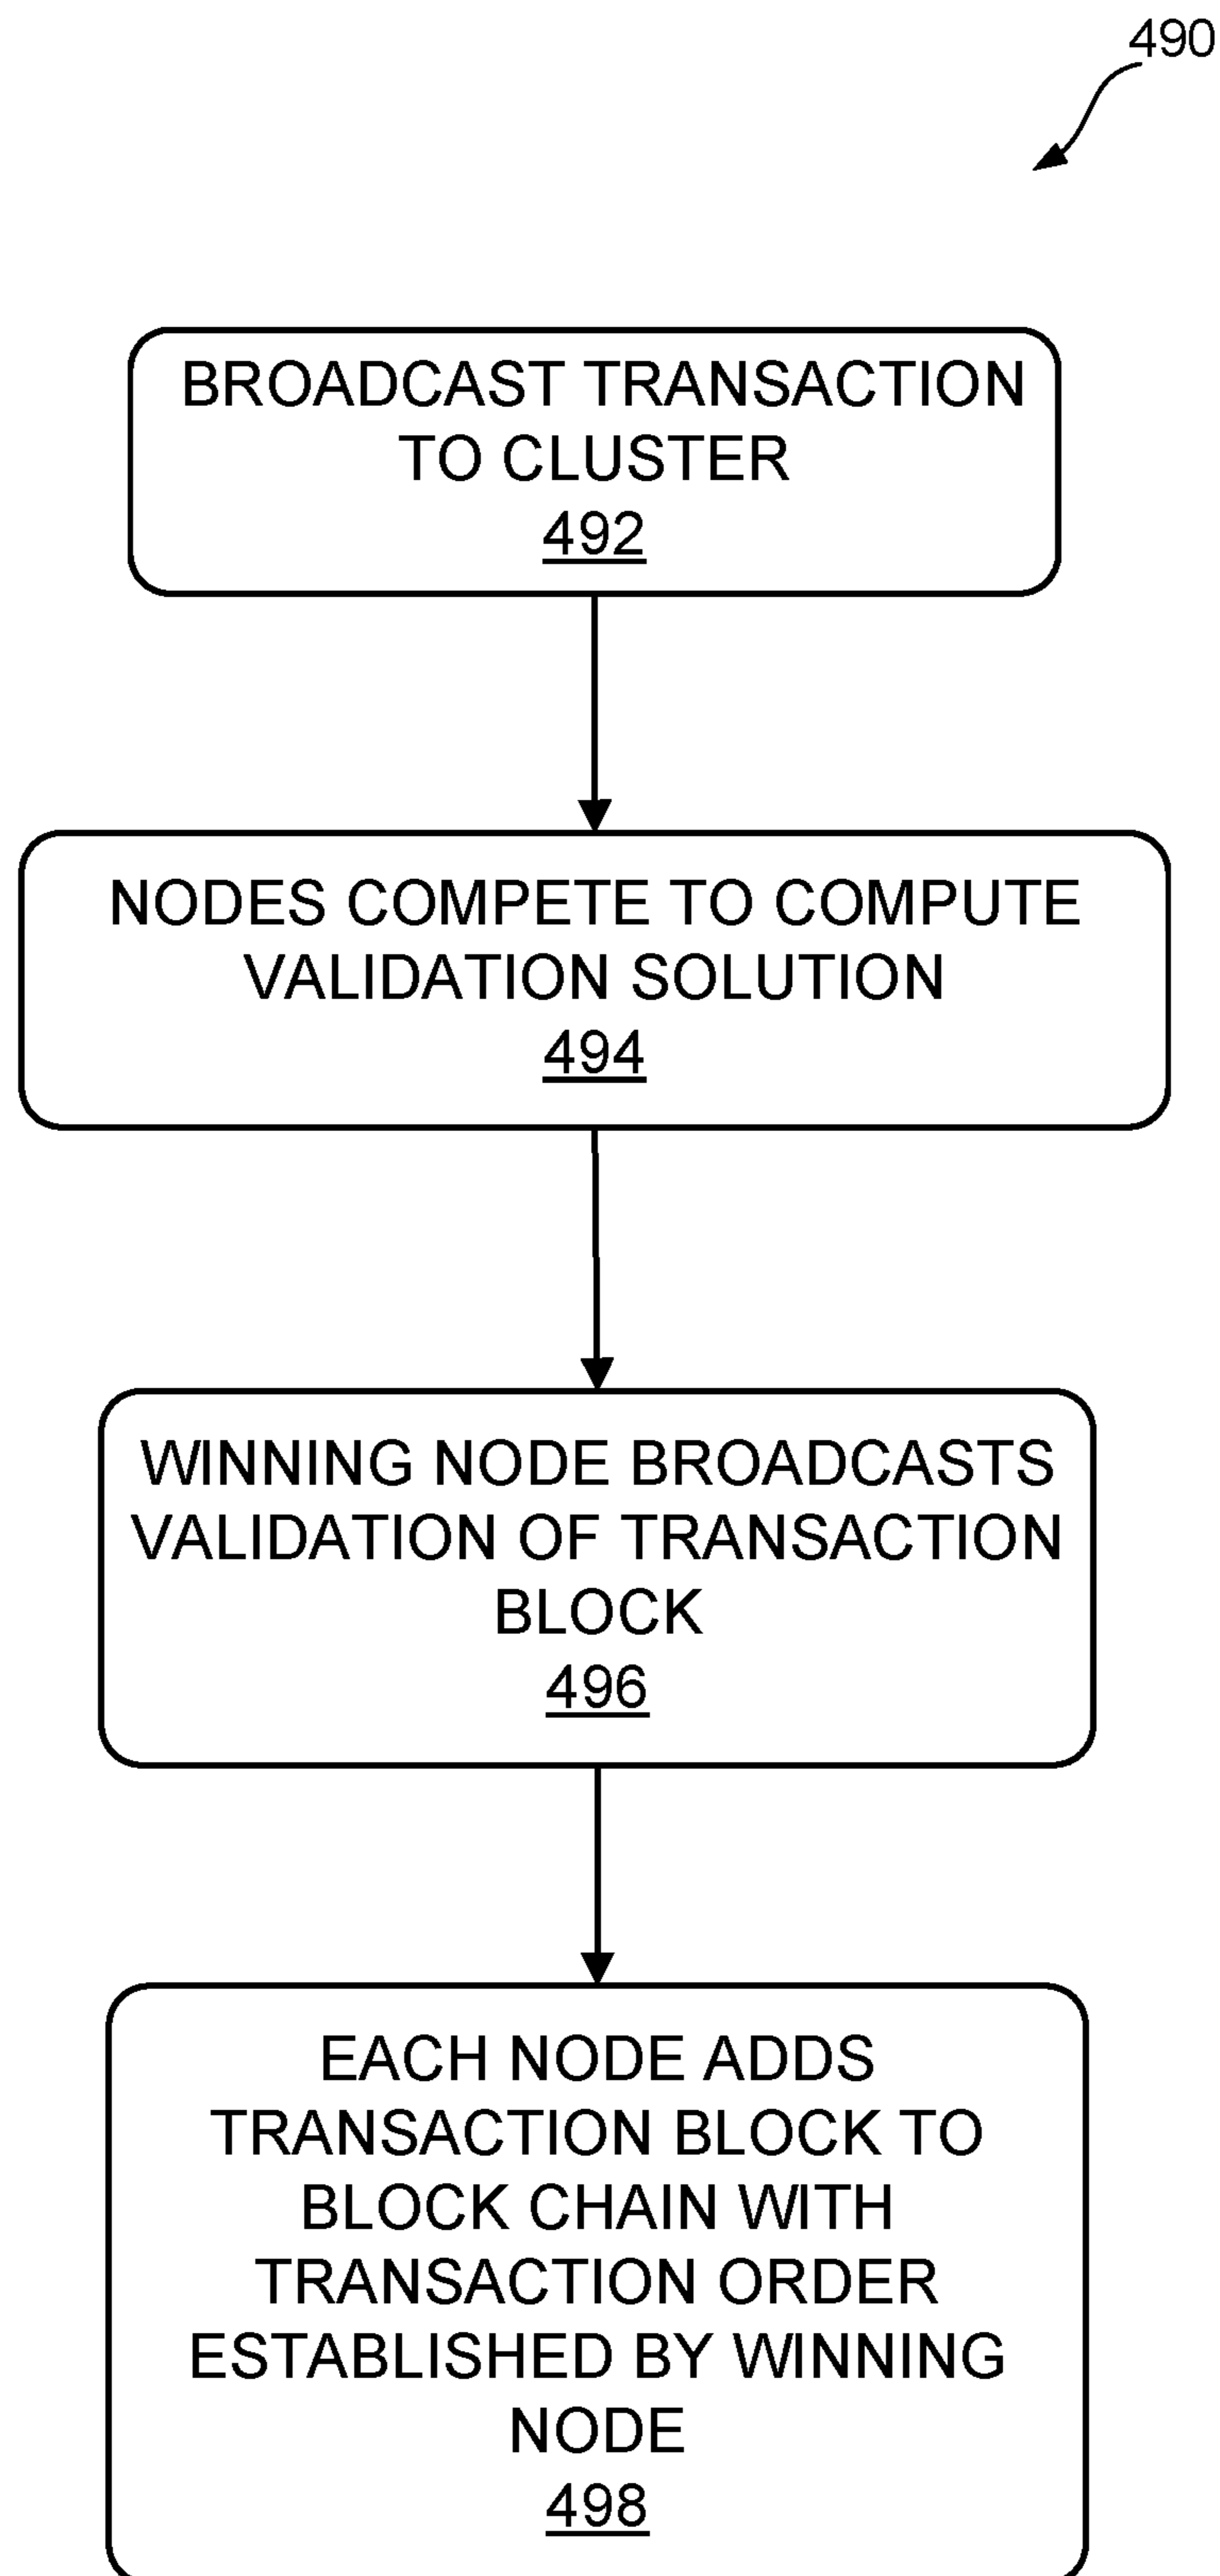 490
BROADCAST TRANSACTION
TO CLUSTER
492
NODES COMPETE TO COMPUTE
VALIDATION SOLUTION
494
WINNING NODE BROADCASTS
VALIDATION OF TRANSACTION
BLOCK
496
EACH NODE ADDS
TRANSACTION BLOCK TO
BLOCK CHAIN WITH
TRANSACTION ORDER
ESTABLISHED BY WINNING
NODE
498